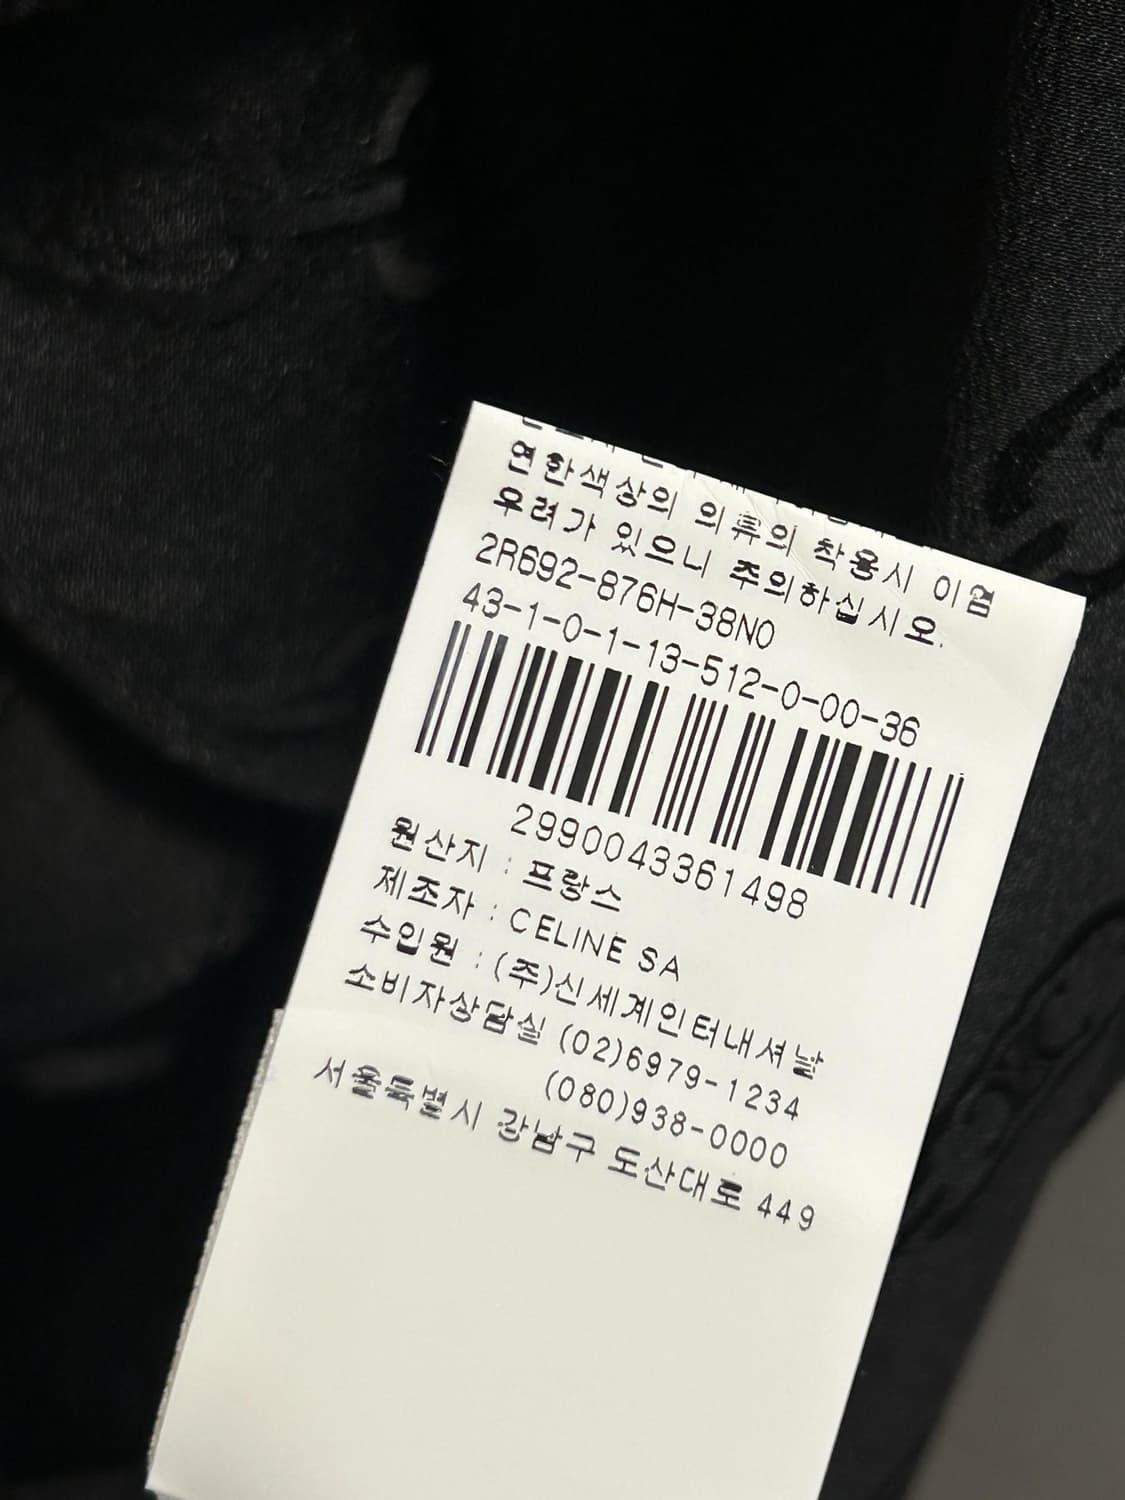 연한색상의 의류의 착용시 이염
우려가 있으니 주의하십시오.
2R692-876H-38NO
43-1-0-1-13-512-0-00-36
2990043361498
원산지 : 프랑스
제조자 : CELINE SA
수입원 : (주)신세계인터내셔날
소비자상담실 (02)6979-1234
(080)938-0000
서울특별시 강남구 도산대로 449